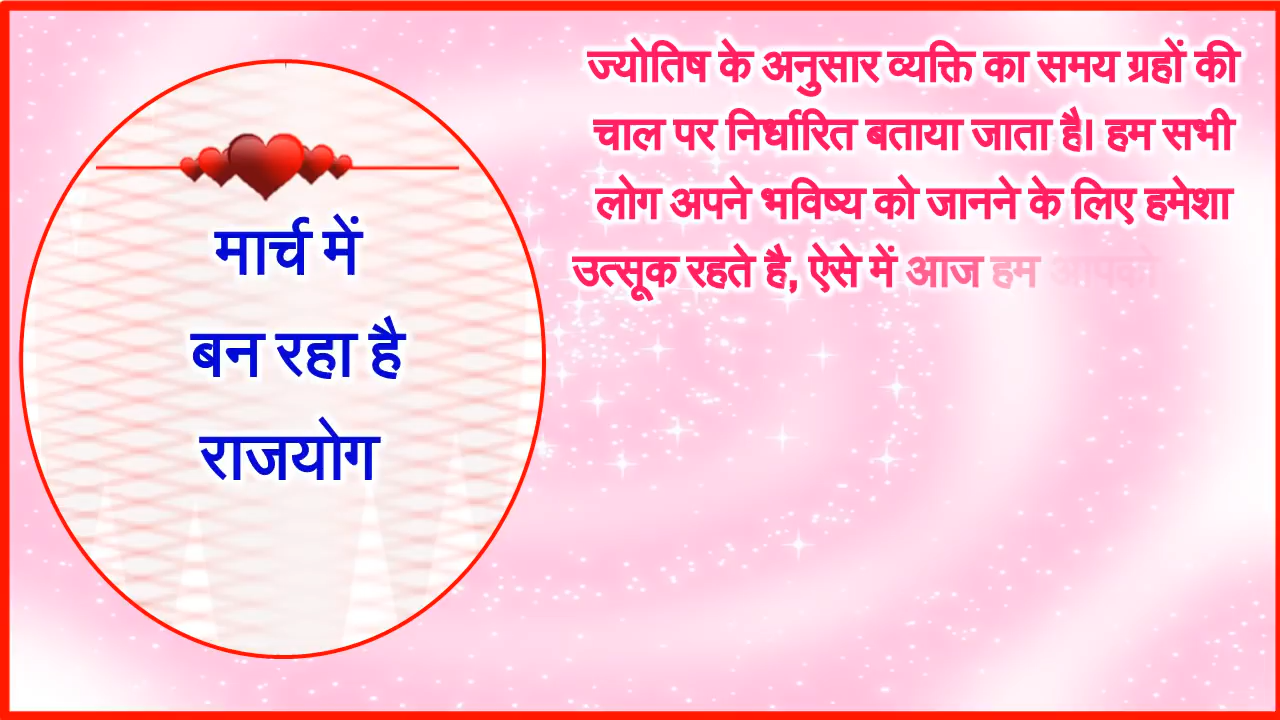 मार्च में
बन रहा है
राजयोग
ज्योतिष के अनुसार व्यक्ति का समय ग्रहों की
चाल पर निर्धारित बताया जाता है। हम सभी
लोग अपने भविष्य को जानने के लिए हमेशा
उत्सूक रहते है, ऐसे में आज हम आपको